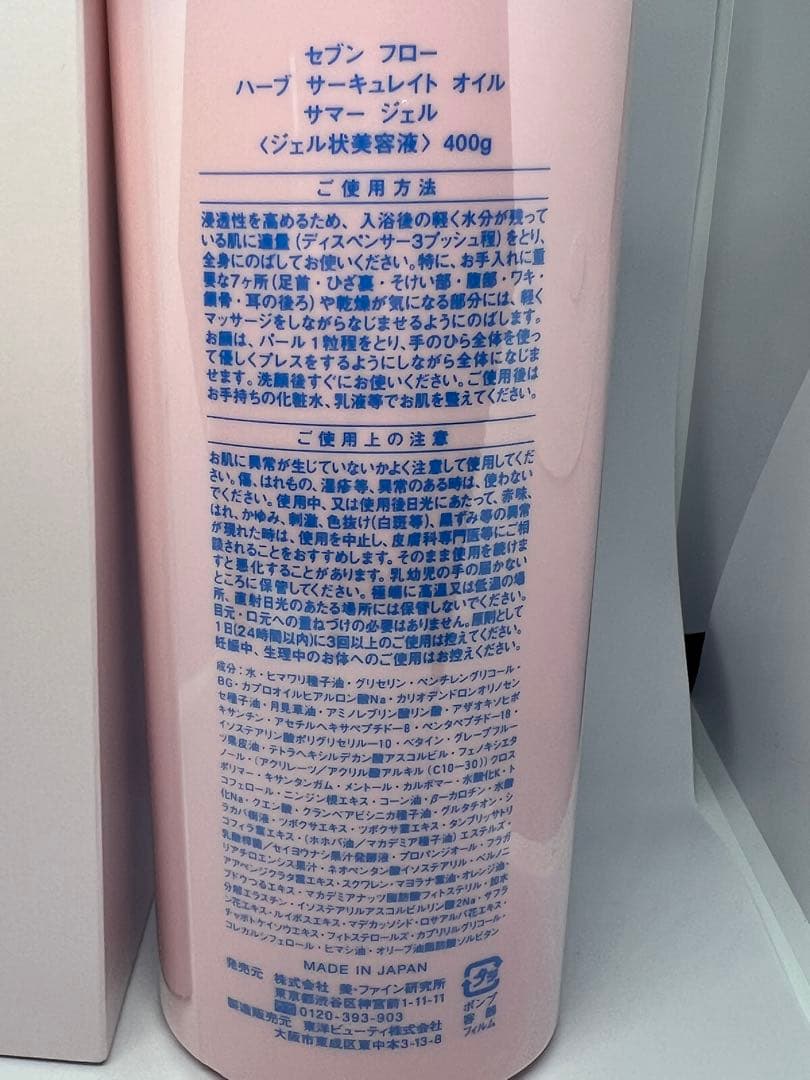 セブン フロー
ハーブ サーキュレイト オイル
サマー ジェル
〈ジェル状美容液〉400g
ご使用方法
浸透性を高めるため、入浴後の軽く水分が残って
いる肌に適量(ディスペンサー3プッシュ程)をとり、
全身にのばしてお使いください。特に、お手入れに重
要な7ヶ所(足首・ひざ裏・そけい部・腹部・ワキ・
鎖骨・耳の後ろ)や乾燥が気になる部分には、軽く
マッサージをしながらなじませるようにのばします。
お顔は、パール1粒程をとり、手のひら全体を使っ
て優しくプレスをするようにしながら全体になじま
せます。洗顔後すぐにお使いください。ご使用後は
お手持ちの化粧水、乳液等でお肌を整えてください。
ご使用上の注意
お肌に異常が生じていないかよく注意して使用してくだ
さい。傷、はれもの、湿疹等、異常のある時は、使わない
でください。使用中、又は使用後日光にあたって、赤味、
はれ、かゆみ、刺激、色抜け(白斑等)、黒ずみ等の異常
が現れた時は、使用を中止し、皮膚科専門医等にご相
談されることをおすすめします。そのまま使用を続けま
すと悪化することがあります。乳幼児の手の届かない
ところに保管してください。極端に高温又は低温の場
所、直射日光のあたる場所には保管しないでください。
目元・口元への重ねづけの必要はありません。原則として
1日(24時間以内)に3回以上のご使用は控えてください。
妊娠中、生理中のお体へのご使用はお控えください。
成分：水・ヒマワリ種子油・グリセリン・ペンチレングリコール・
BG・カプロオイルヒアルロン酸Na・カリオデンドロンオリノセン
セ種子油・月見草油・アミノレブリン酸リン酸・アザオキソヒポ
キサンチン・アセチルヘキサペプチド-8・ペンタペプチド-18・
イソステアリン酸ポリグリセリル-10・ベタイン・グレープフルー
ツ果皮油・テトラヘキシルデカン酸アスコルビル・フェノキシエタ
ノール・(アクリレーツ/アクリル酸アルキル(C10-30))クロス
ポリマー・キサンタンガム・メントール・カルボマー・水酸化K・ト
コフェロール・ニンジン根エキス・コーン油・β-カロチン・水酸
化Na・クエン酸・クランベアビシニカ種子油・グルタチオン・シ
ラカバ樹液・ツボクサエキス・ツボクサ葉エキス・タンブリッサトリ
コフィラ葉エキス・(ホホバ油/マカデミア種子油)エステルズ・
乳酸桿菌/セイヨウナシ果汁発酵液・プロパンジオール・フラガ
リアチロエンシス果汁・ネオペンタン酸イソステアリル・ベルノニ
アアペンジクラタ葉エキス・スクワレン・マヨラナ葉油・オレンジ油・
ブドウつるエキス・マカデミアナッツ脂肪酸フィトステリル・加水
分解エラスチン・イソステアリルアスコルビルリン酸2Na・サフラ
ン花エキス・ルイボスエキス・マデカッソシド・ロサアルバ花エキス・
チャボトケイソウエキス・フィトステロールズ・カプリリルグリコール・
コレカルシフェロール・ヒマシ油・オリーブ油脂肪酸ソルビタン
MADE IN JAPAN
発売元 株式会社 美・ファイン研究所
東京都渋谷区神宮前1-11-11
0120-393-903
製造販売元 東洋ビューティ株式会社
大阪市東成区東中本3-13-8
プラ
ポンプ
容器
フィルム